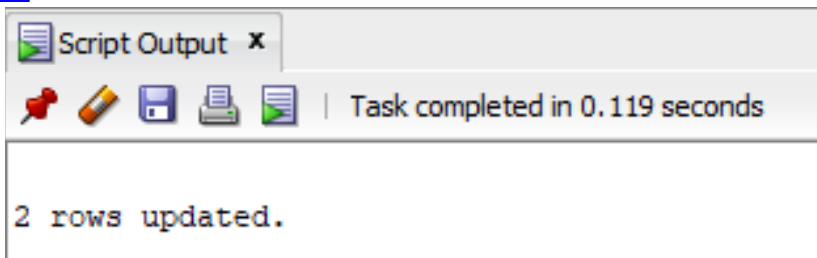 Script Output x
Task completed in 0.119 seconds
2 rows updated.